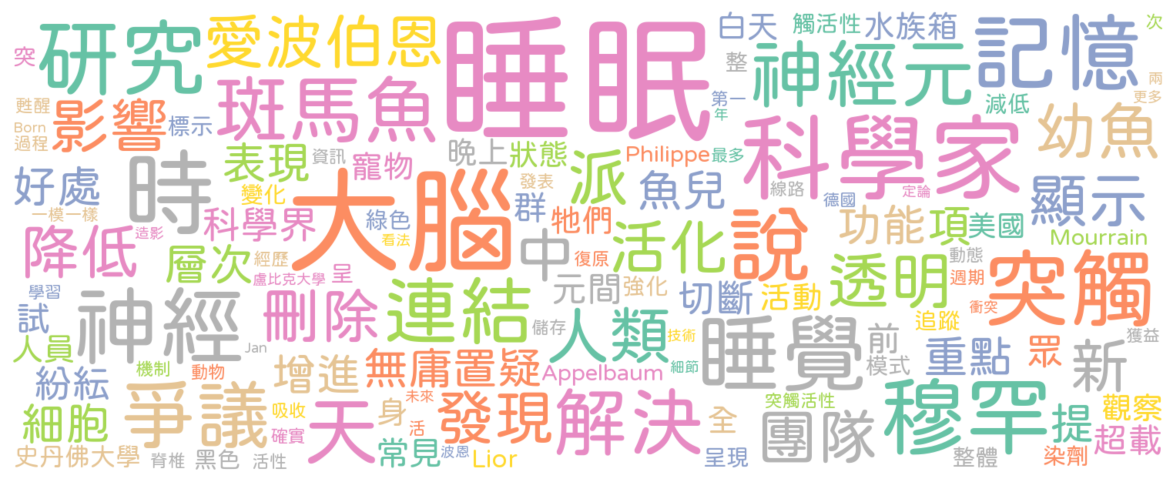 突
研究
愛波伯恩
睡眠
白天
觸活性
水族箱
記憶
次
兩
更多
甦醒
Born
過程
影響
標示
斑馬魚
整
神經元
第一
年
減低
幼魚
科學家
好處
時
表現
資訊
寵物
晚上
狀態
派
Philippe
最多
魚兒
線路
定論
德國
顯示
一模一樣
造影
變化
科學界
綠色
看法
大腦
發表
群
牠們
中
復原
活化
說
功能
項
美國
Mourrain
降低
層次
經歷
盧比克大學
呈
元間
強化
切斷
活動
透明
動態
週期
衝突
突觸
學習
試
神經
刪除
連結
儲存
人類
技術
細節
睡覺
前
模式
追蹤
重點
眾
新
獲益
人員
機制
動物
Jan
增進
無庸置疑
Appelbaum
紛紜
細胞
爭議
吸收
確實
天
身
未來
活
發現
解決
全
突觸活性
團隊
穆罕
提
觀察
超載
史丹佛大學
脊椎
黑色
活性
常見
波恩
Lior
呈現
整體
染劑